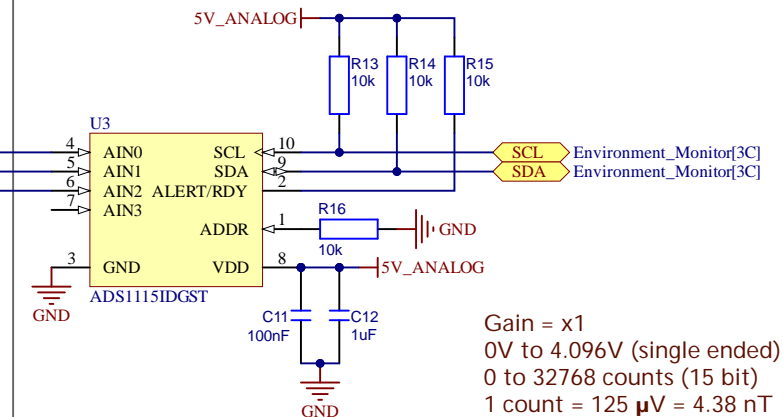 5V_ANALOG
R13
10k
R14
10k
R15
10k
U3
4 AIN0 SCL 10 SCL Environment_Monitor[3C]
5 AIN1 SDA 9 SDA Environment_Monitor[3C]
6 AIN2 ALERT/RDY 2
7 AIN3
ADDR 1 R16 10k GND
3 GND VDD 8 5V_ANALOG
ADS1115IDGST
GND
C11
100nF
C12
1uF
GND
Gain = x1
0V to 4.096V (single ended)
0 to 32768 counts (15 bit)
1 count = 125 µV = 4.38 nT